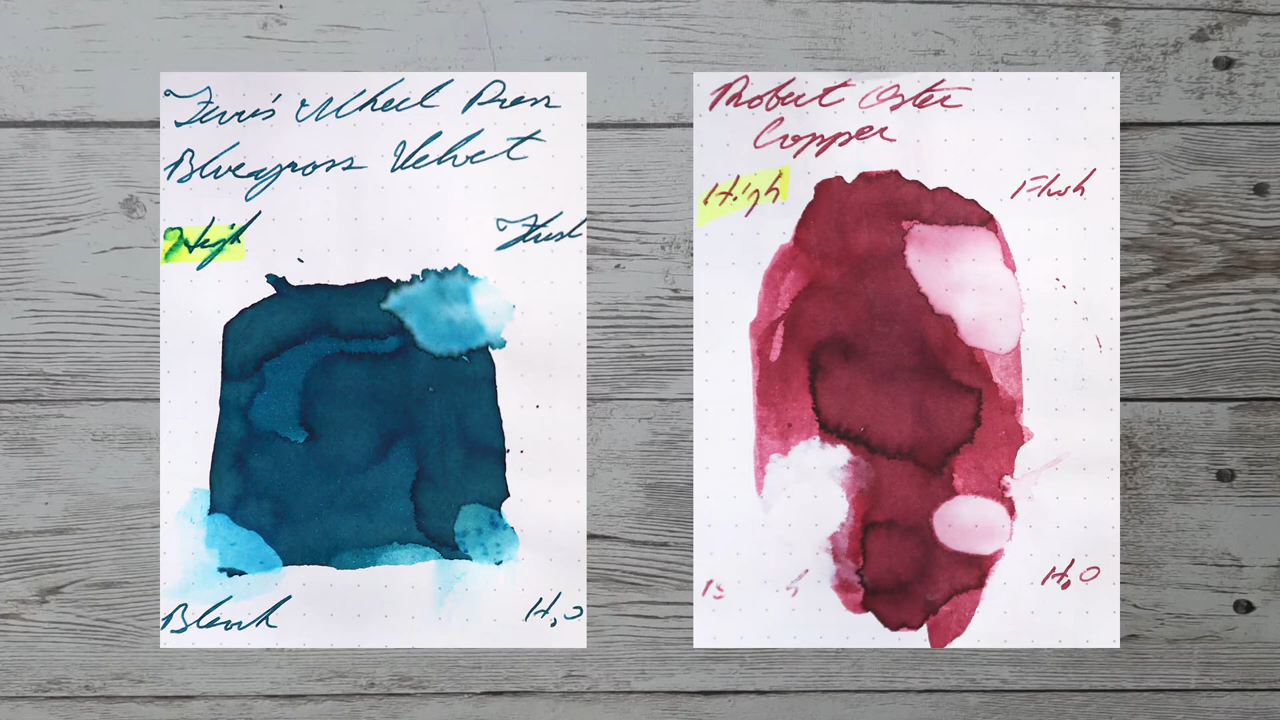 Ferris Wheel Press
Bluegrass Velvet
High
Flush
Bleach
H₂O
Robert Oster
Copper
High
Flush
H₂O